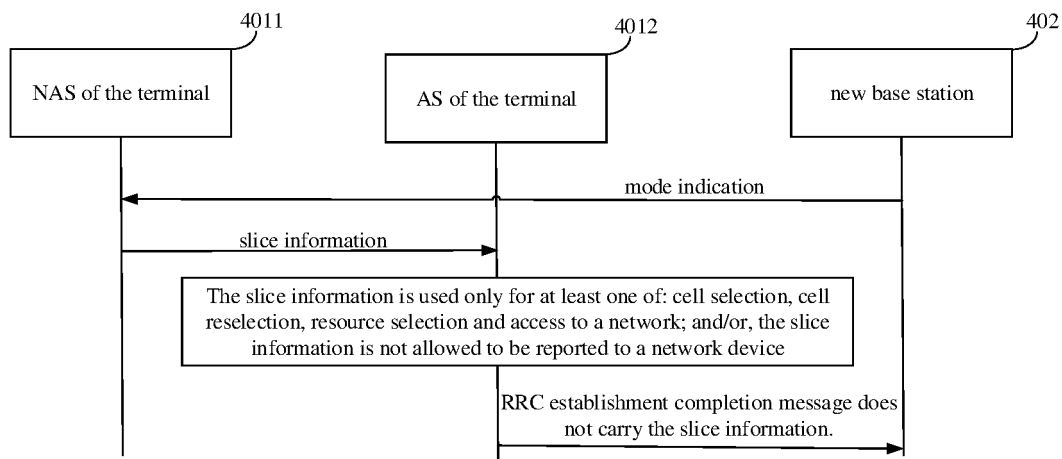 4011
4012
402
NAS of the terminal
AS of the terminal
new base station
mode indication
slice information
The slice information is used only for at least one of: cell selection, cell
reselection, resource selection and access to a network; and/or, the slice
information is not allowed to be reported to a network device
RRC establishment completion message does
not carry the slice information.